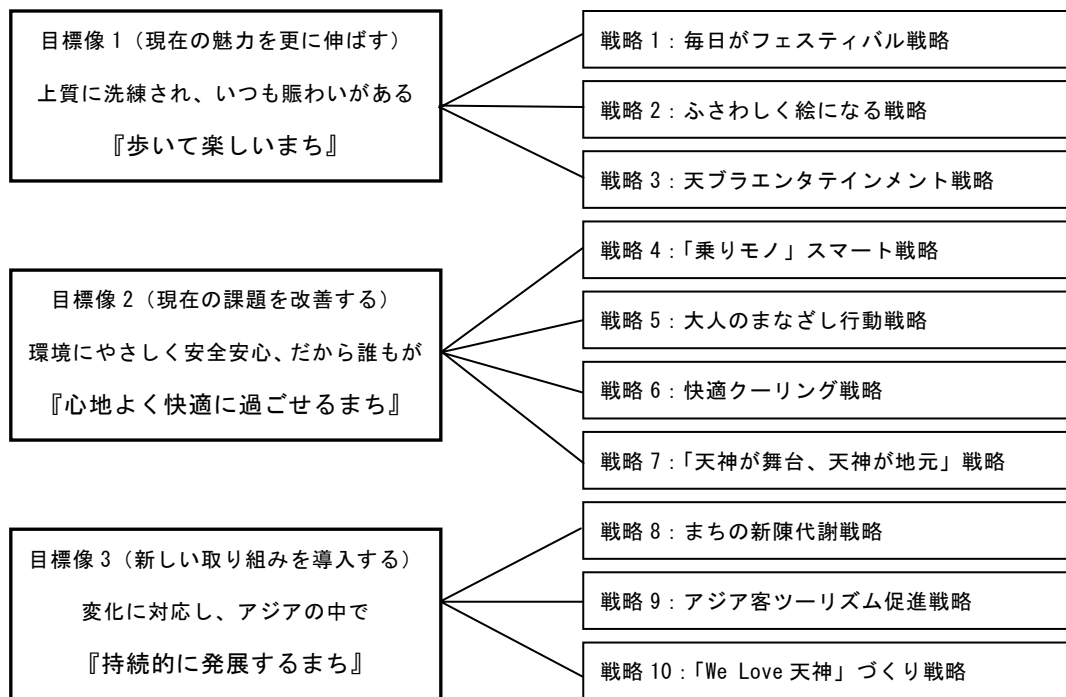 目標像1（現在の魅力を更に伸ばす）
上質に洗練され、いつも賑わいがある
『歩いて楽しいまち』
戦略1：毎日がフェスティバル戦略
戦略2：ふさわしく絵になる戦略
戦略3：天ブラエンタテインメント戦略
目標像2（現在の課題を改善する）
環境にやさしく安全安心、だから誰もが
『心地よく快適に過ごせるまち』
戦略4：「乗りモノ」スマート戦略
戦略5：大人のまなざし行動戦略
戦略6：快適クーリング戦略
戦略7：「天神が舞台、天神が地元」戦略
目標像3（新しい取り組みを導入する）
変化に対応し、アジアの中で
『持続的に発展するまち』
戦略8：まちの新陳代謝戦略
戦略9：アジア客ツーリズム促進戦略
戦略10：「We Love 天神」づくり戦略